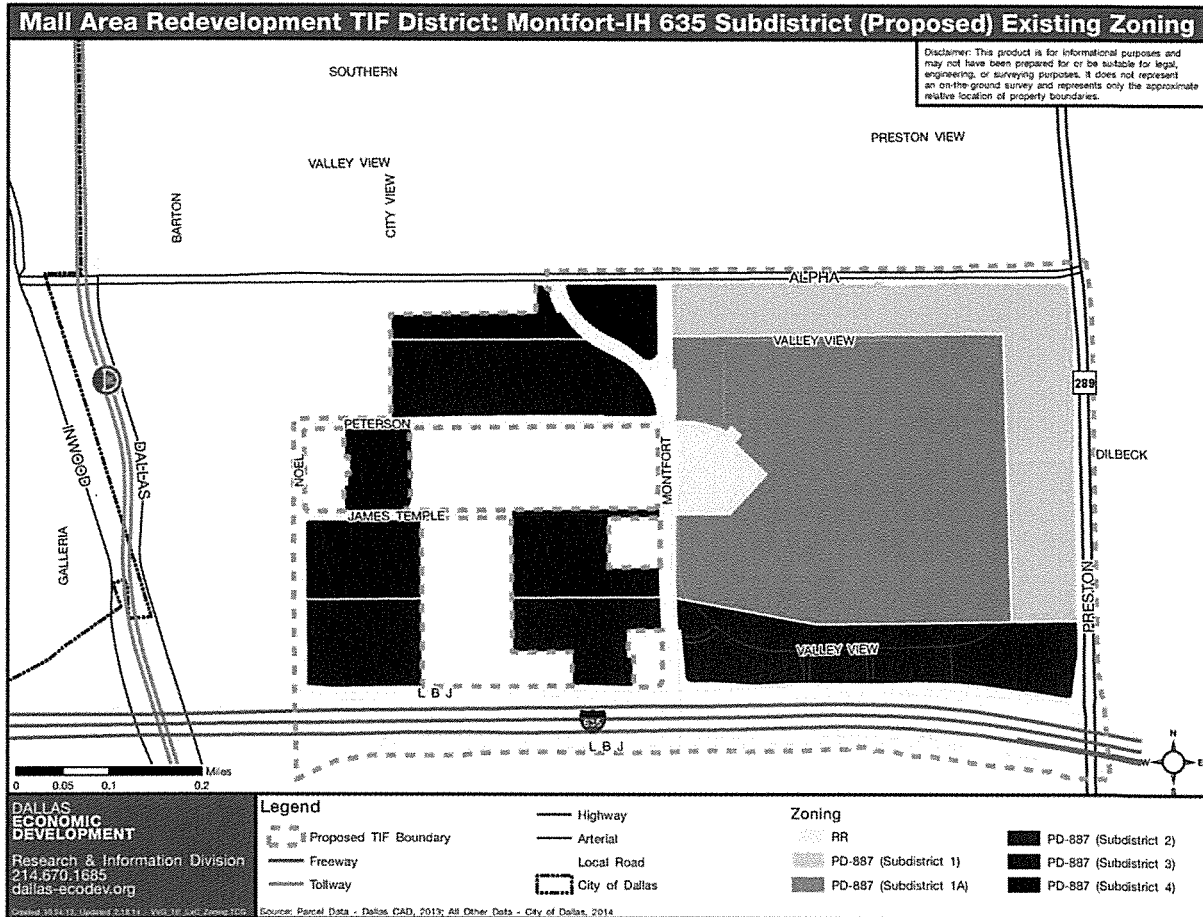 Mall Area Redevelopment TIF District: Montfort-IH 635 Subdistrict (Proposed) Existing Zoning
Disclaimer: This product is for informational purposes and
may not have been prepared for or be suitable for legal,
engineering, or surveying purposes. It does not represent
an on-the-ground survey and represents only the approximate
relative location of property boundaries.
SOUTHERN
PRESTON VIEW
VALLEY VIEW
CITY VIEW
BARTON
ALPHA
VALLEY VIEW
289
PETERSON
NOEL
MONTFORT
DILBECK
INWOOD
DALLAS
JAMES TEMPLE
GALLERIA
PRESTON
VALLEY VIEW
L B J
L B J
Miles
0 0.05 0.1 0.2
N
W E
S
DALLAS
ECONOMIC
DEVELOPMENT
Research & Information Division
214.670.1685
dallas-ecodev.org
Legend
Proposed TIF Boundary
Freeway
Tollway
Highway
Arterial
Local Road
City of Dallas
Zoning
RR
PD-887 (Subdistrict 1)
PD-887 (Subdistrict 1A)
PD-887 (Subdistrict 2)
PD-887 (Subdistrict 3)
PD-887 (Subdistrict 4)
Source: Parcel Data - Dallas CAD, 2013; All Other Data - City of Dallas, 2014